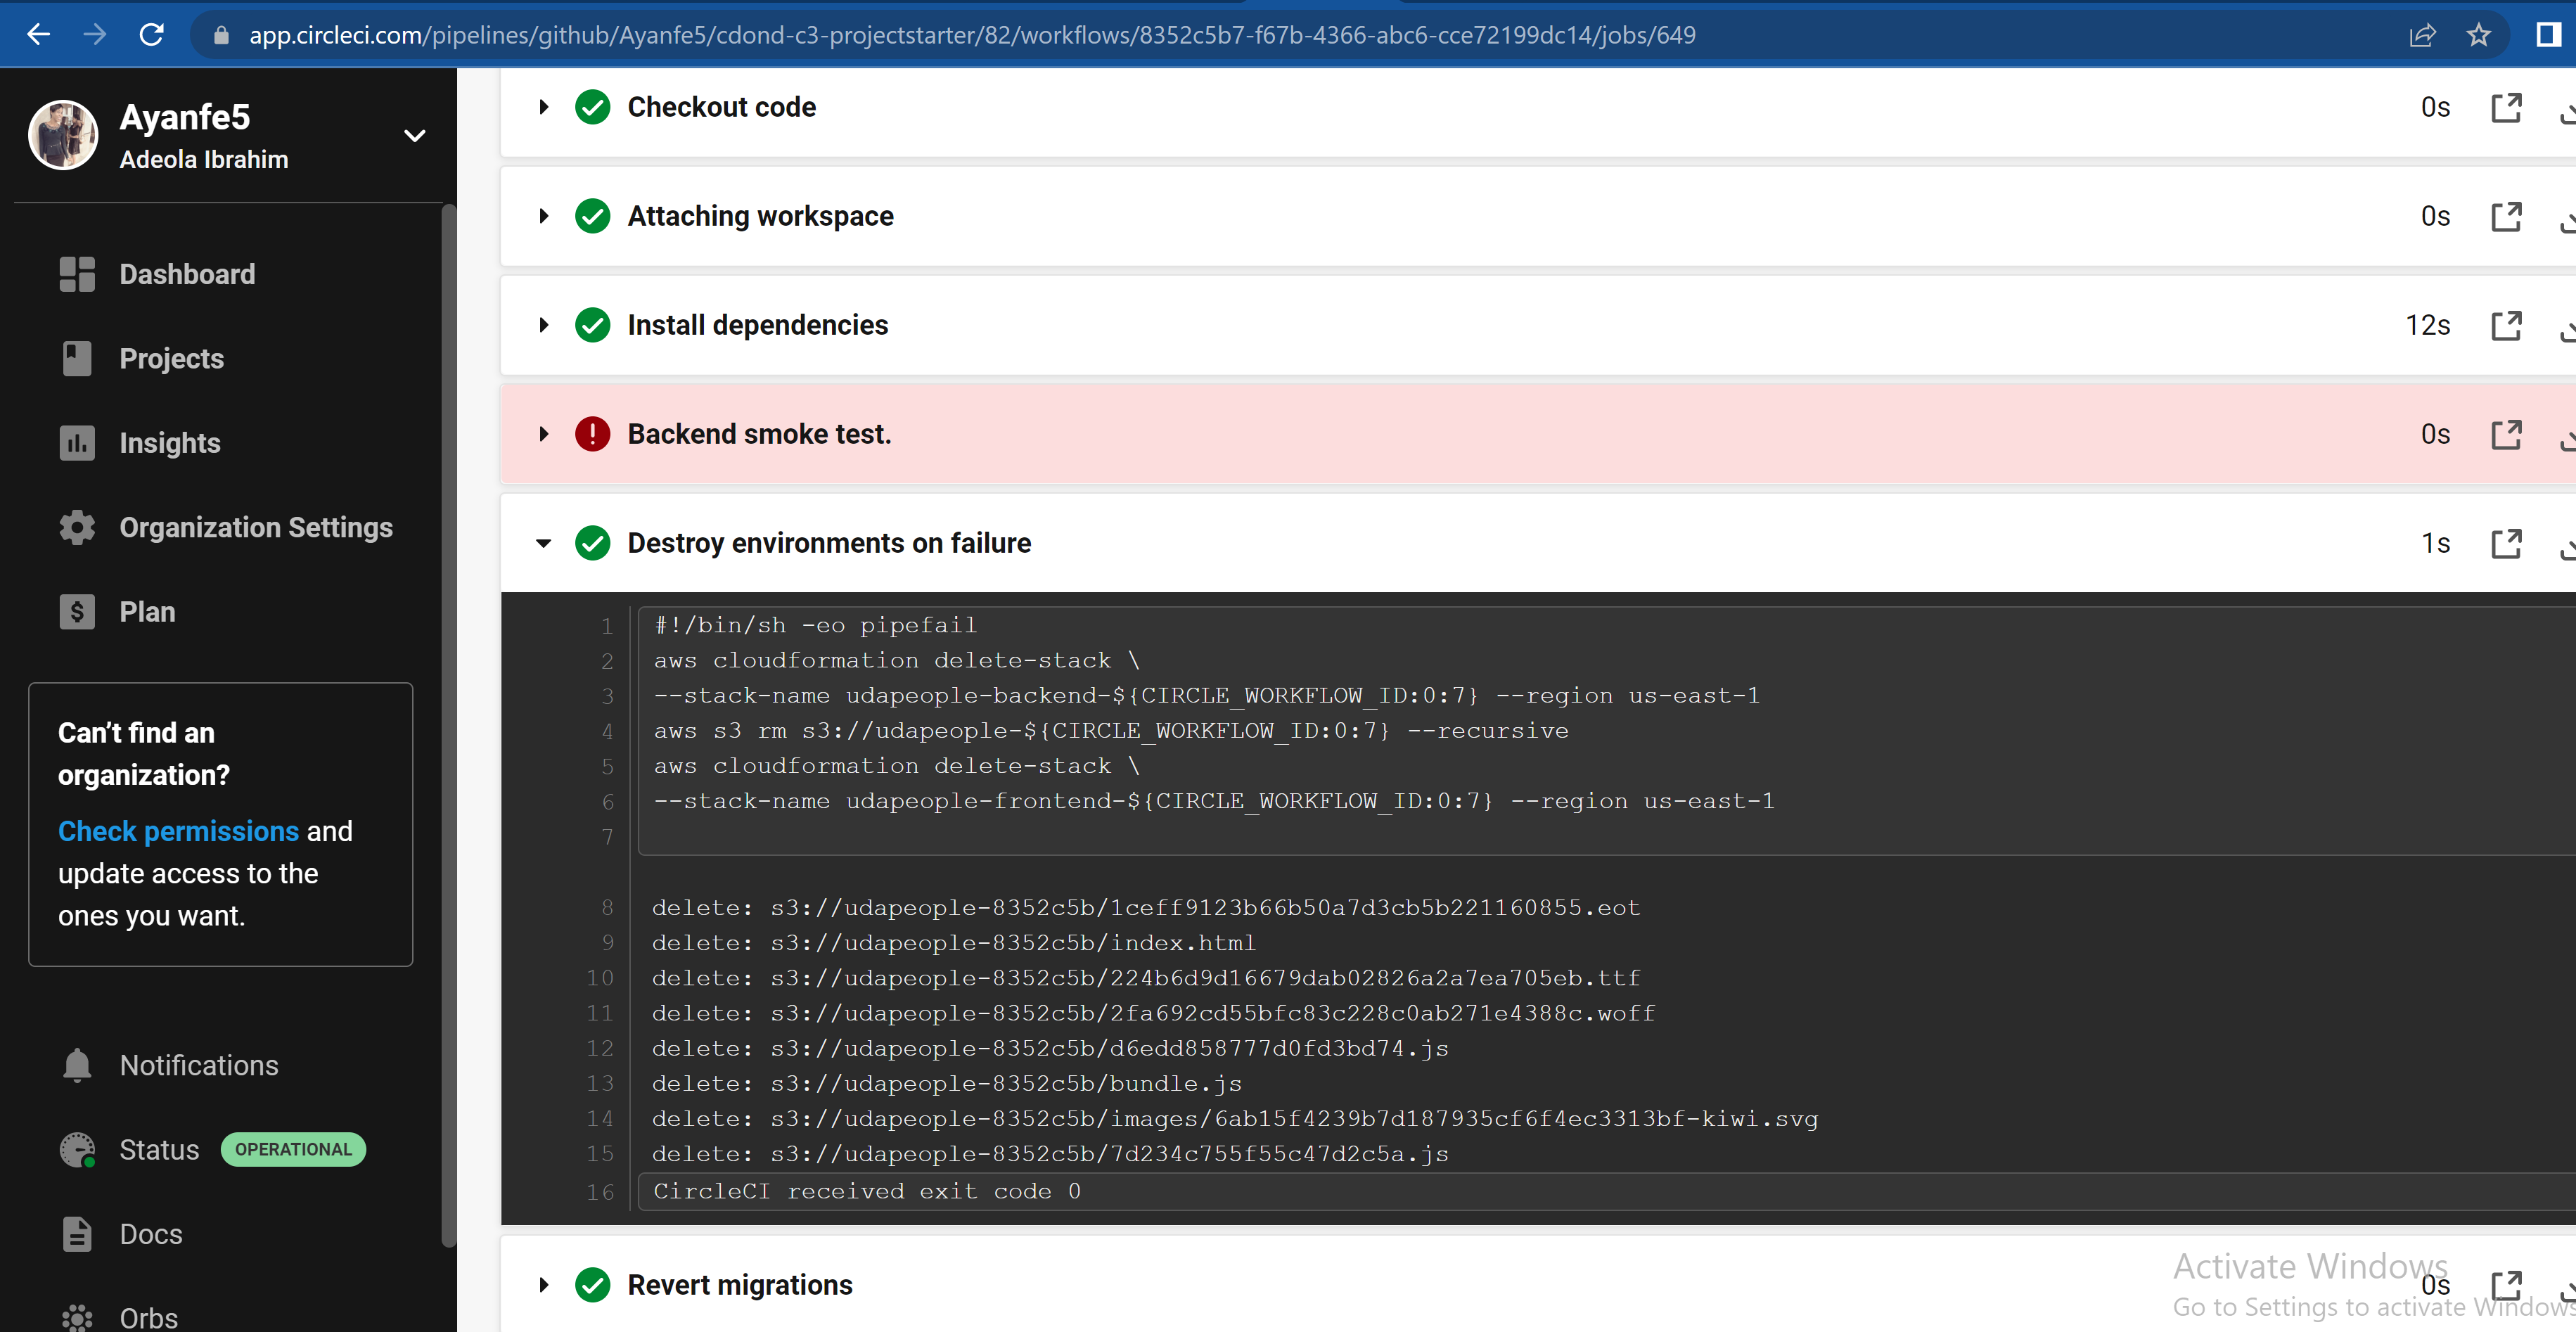 app.circleci.com/pipelines/github/Ayanfe5/cdond-c3-projectstarter/82/workflows/8352c5b7-f67b-4366-abc6-cce72199dc14/jobs/649
Ayanfe5
Adeola Ibrahim
Dashboard
Projects
Insights
Organization Settings
Plan
Can’t find an
organization?
Check permissions and
update access to the
ones you want.
Notifications
Status OPERATIONAL
Docs
Orbs
Checkout code 0s
Attaching workspace 0s
Install dependencies 12s
Backend smoke test. 0s
Destroy environments on failure 1s
1 #!/bin/sh -eo pipefail
2 aws cloudformation delete-stack \
3 --stack-name udapeople-backend-${CIRCLE_WORKFLOW_ID:0:7} --region us-east-1
4 aws s3 rm s3://udapeople-${CIRCLE_WORKFLOW_ID:0:7} --recursive
5 aws cloudformation delete-stack \
6 --stack-name udapeople-frontend-${CIRCLE_WORKFLOW_ID:0:7} --region us-east-1
7
8 delete: s3://udapeople-8352c5b/1ceff9123b66b50a7d3cb5b221160855.eot
9 delete: s3://udapeople-8352c5b/index.html
10 delete: s3://udapeople-8352c5b/224b6d9d16679dab02826a2a7ea705eb.ttf
11 delete: s3://udapeople-8352c5b/2fa692cd55bfc83c228c0ab271e4388c.woff
12 delete: s3://udapeople-8352c5b/d6edd858777d0fd3bd74.js
13 delete: s3://udapeople-8352c5b/bundle.js
14 delete: s3://udapeople-8352c5b/images/6ab15f4239b7d187935cf6f4ec3313bf-kiwi.svg
15 delete: s3://udapeople-8352c5b/7d234c755f55c47d2c5a.js
16 CircleCI received exit code 0
Revert migrations 0s
Activate Windows
Go to Settings to activate Windows